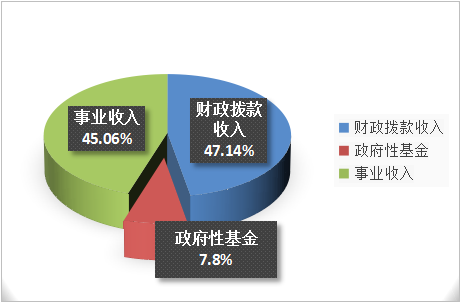 事业收入
45.06%
财政拨款
收入
47.14%
政府性基金
7.8%
财政拨款收入
政府性基金
事业收入